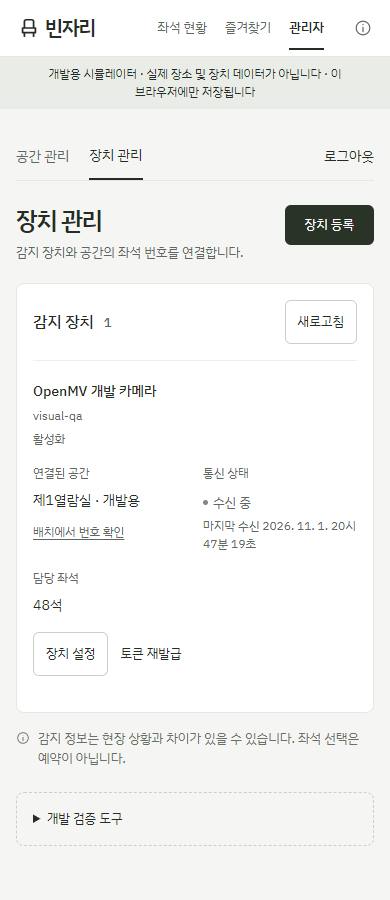 빈자리
좌석 현황 즐겨찾기 관리자
개발용 시뮬레이터 · 실제 장소 및 장치 데이터가 아닙니다 · 이
브라우저에만 저장됩니다
공간 관리 장치 관리 로그아웃
장치 관리
감지 장치와 공간의 좌석 번호를 연결합니다.
장치 등록
감지 장치 1
새로고침
OpenMV 개발 카메라
visual-qa
활성화
연결된 공간
제1열람실 · 개발용
배치에서 번호 확인
통신 상태
수신 중
마지막 수신 2026. 11. 1. 20시
47분 19초
담당 좌석
48석
장치 설정 토큰 재발급
감지 정보는 현장 상황과 차이가 있을 수 있습니다. 좌석 선택은
예약이 아닙니다.
▶ 개발 검증 도구